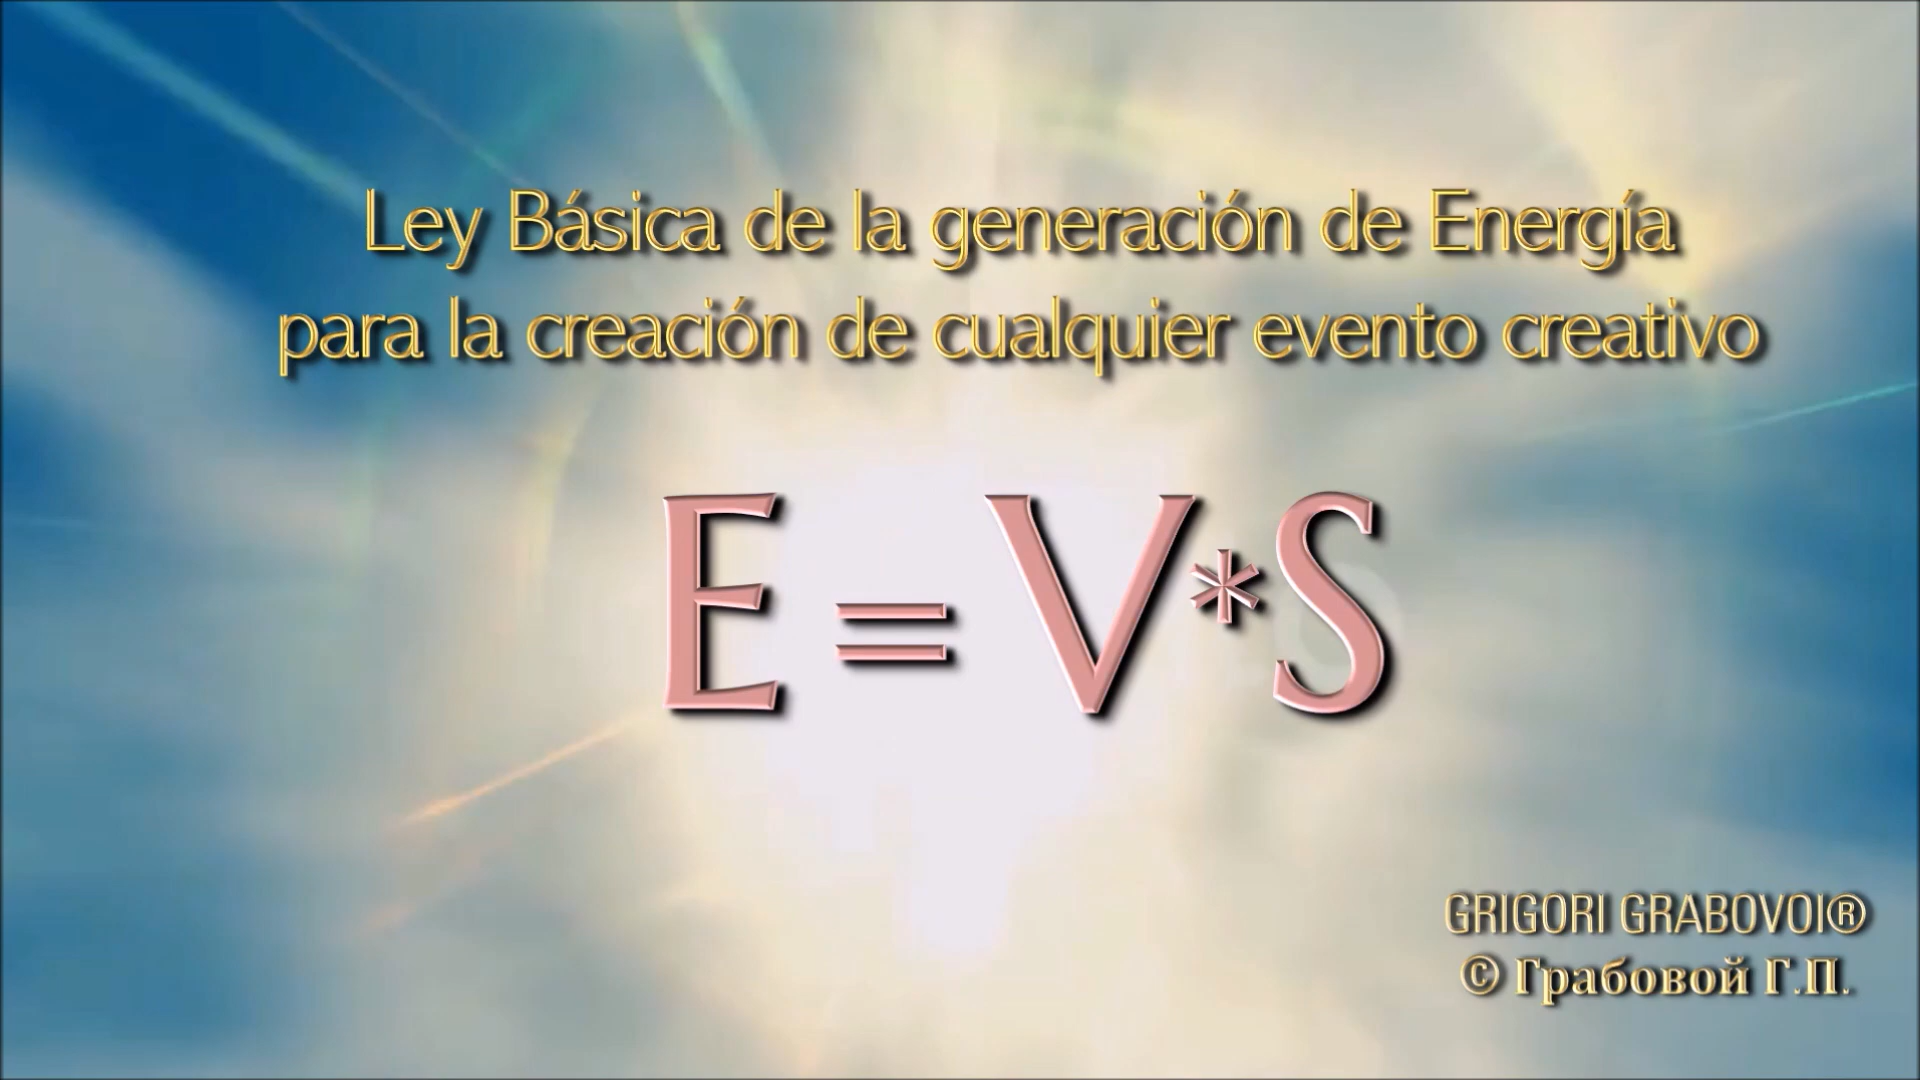 Ley Básica de la generación de Energía
para la creación de cualquier evento creativo
E = V*S
GRIGORI GRABOVOI®
© Грабовой Г.П.